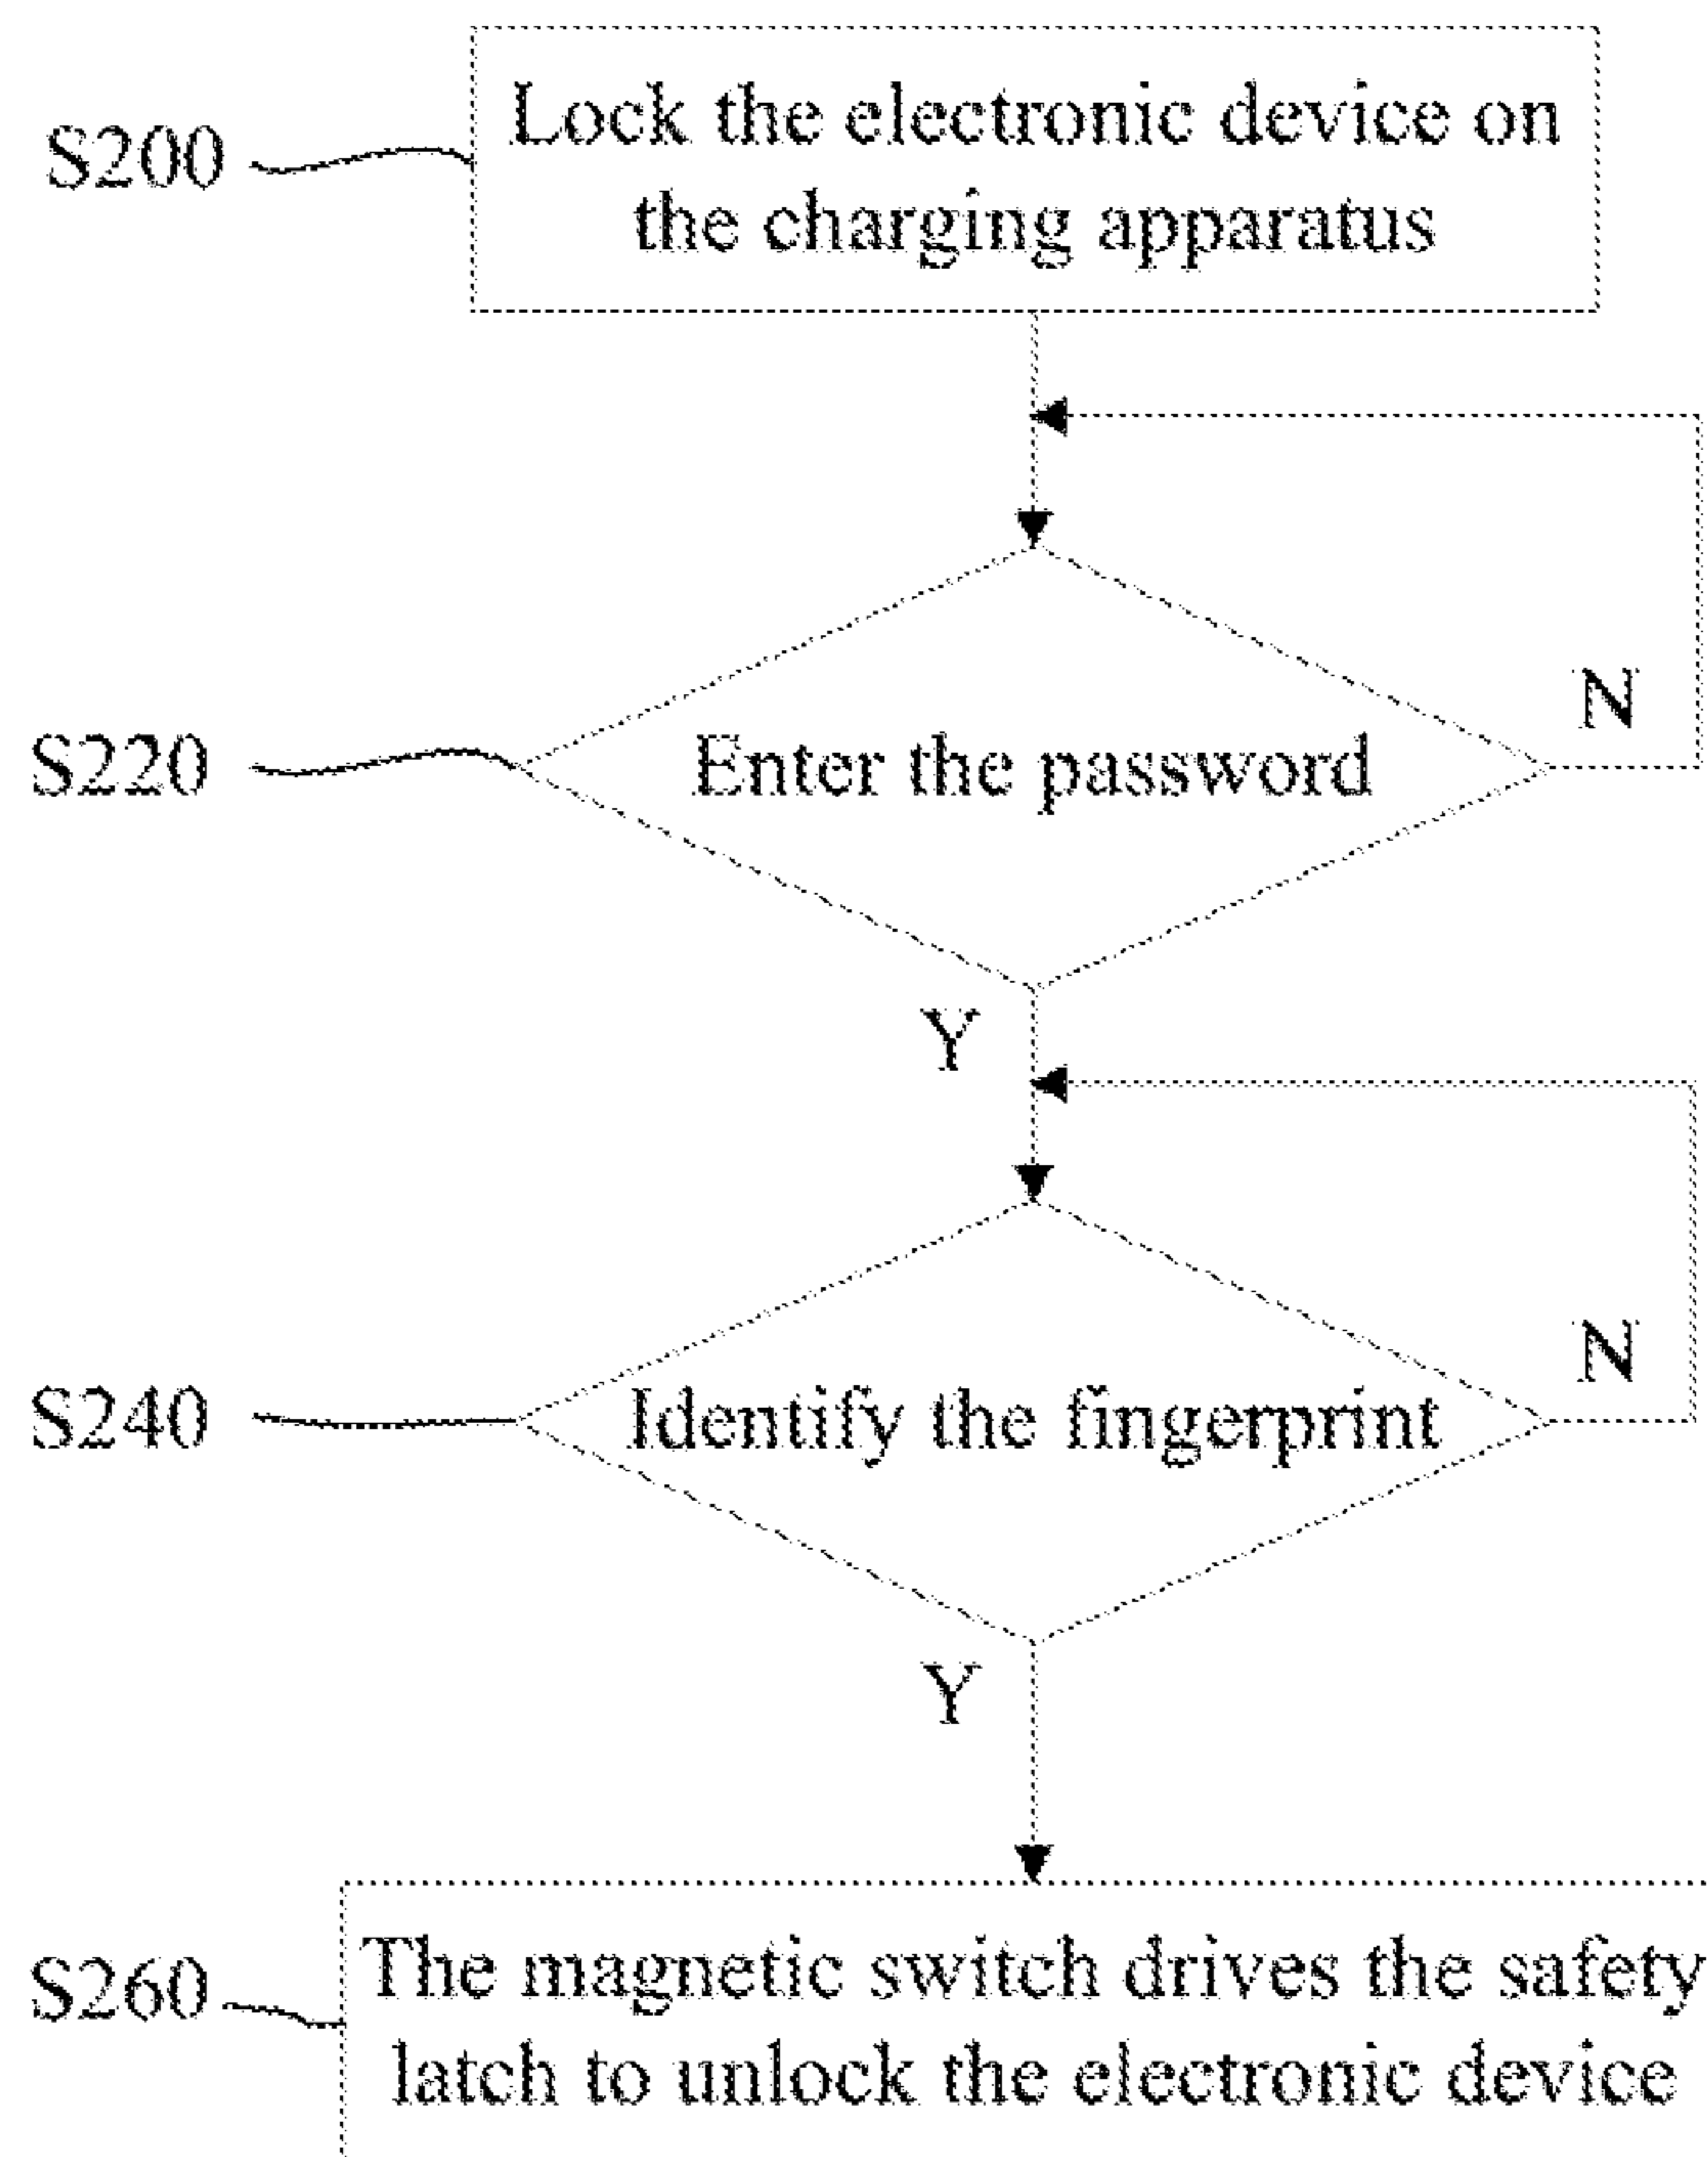 S200
Lock the electronic device on
the charging apparatus
S220
Enter the password
N
Y
S240
Identify the fingerprint
N
Y
S260
The magnetic switch drives the safety
latch to unlock the electronic device